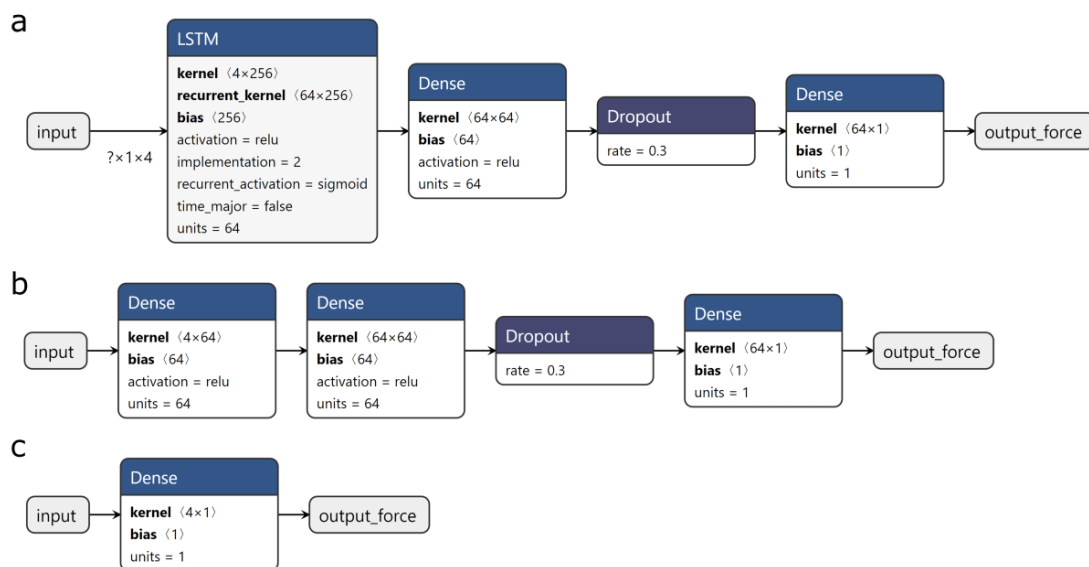 a
input
?×1×4
LSTM
kernel ⟨4×256⟩
recurrent_kernel ⟨64×256⟩
bias ⟨256⟩
activation = relu
implementation = 2
recurrent_activation = sigmoid
time_major = false
units = 64
Dense
kernel ⟨64×64⟩
bias ⟨64⟩
activation = relu
units = 64
Dropout
rate = 0.3
Dense
kernel ⟨64×1⟩
bias ⟨1⟩
units = 1
output_force
b
input
Dense
kernel ⟨4×64⟩
bias ⟨64⟩
activation = relu
units = 64
Dense
kernel ⟨64×64⟩
bias ⟨64⟩
activation = relu
units = 64
Dropout
rate = 0.3
Dense
kernel ⟨64×1⟩
bias ⟨1⟩
units = 1
output_force
c
input
Dense
kernel ⟨4×1⟩
bias ⟨1⟩
units = 1
output_force